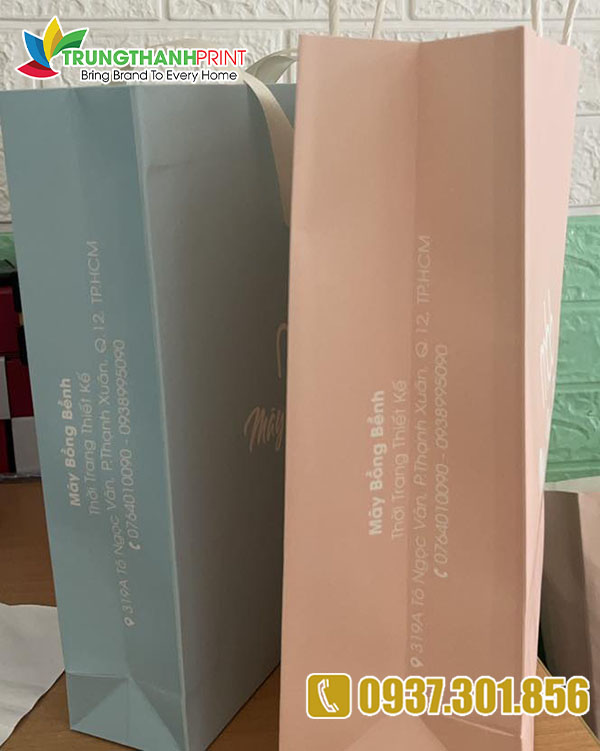 TRUNGTHANHPRINT
Bring Brand To Every Home
Mây Bồng Bềnh
Thời Trang Thiết Kế
319A Tô Ngọc Vân, P.Thạnh Xuân, Q 12, TP.HCM
0764010090 - 0938995090
Mây
Mây Bồng Bềnh
Thời Trang Thiết Kế
319A Tô Ngọc Vân, P.Thạnh Xuân, Q 12, TP.HCM
0764010090 - 0938995090
0937.301.856